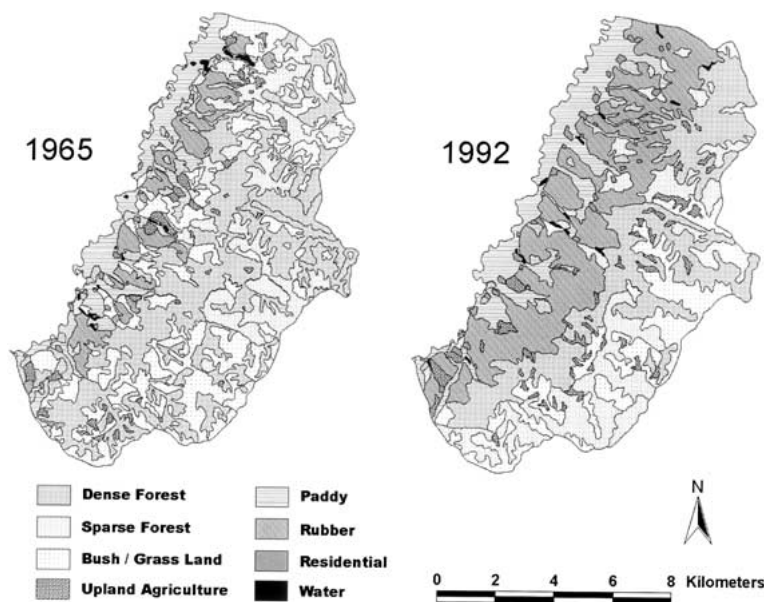 1965
1992
Dense Forest
Sparse Forest
Bush / Grass Land
Upland Agriculture
Paddy
Rubber
Residential
Water
N
0 2 4 6 8 Kilometers